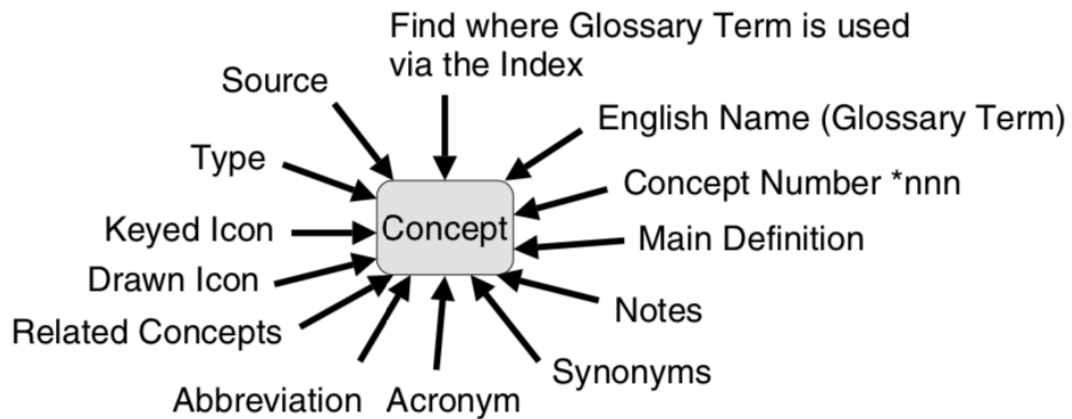 Find where Glossary Term is used
via the Index
Source
English Name (Glossary Term)
Type
Concept Number *nnn
Keyed Icon
Concept
Main Definition
Drawn Icon
Notes
Related Concepts
Synonyms
Abbreviation
Acronym